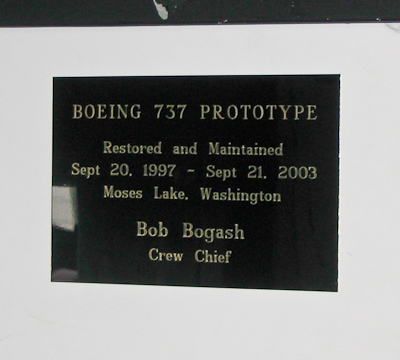 BOEING 737 PROTOTYPE
Restored and Maintained
Sept 20, 1997 ~ Sept 21, 2003
Moses Lake, Washington
Bob Bogash
Crew Chief